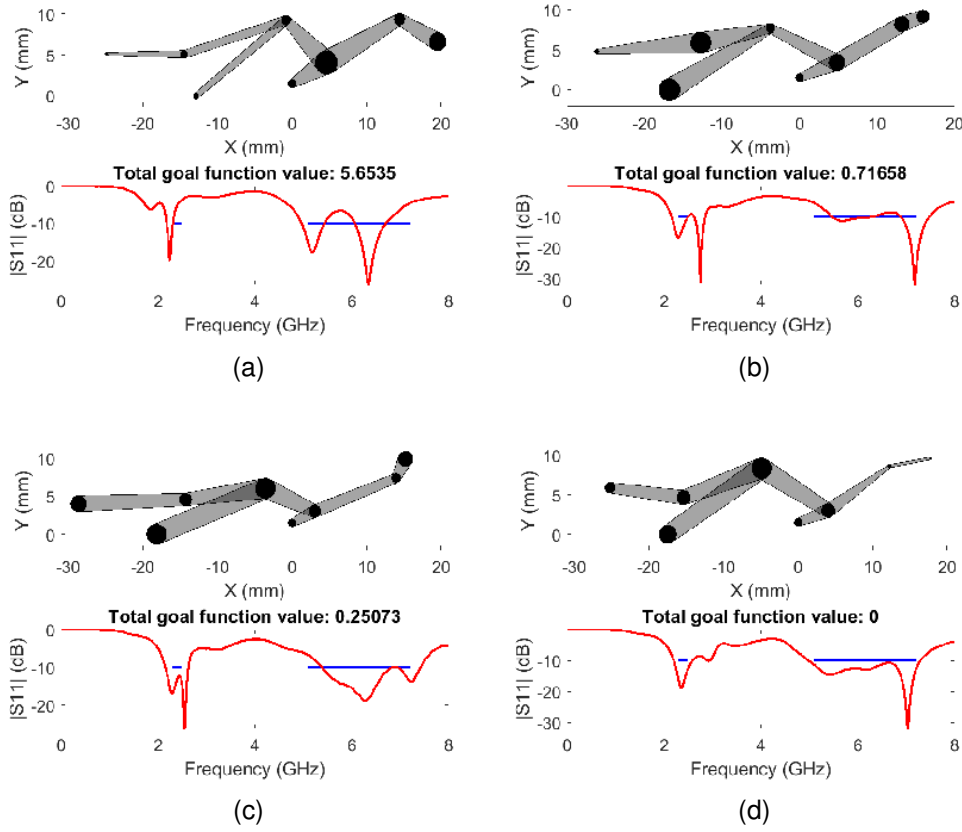 10
5
0
Y (mm)
-30 -20 -10 0 10 20
X (mm)
Total goal function value: 5.6535
0
-10
-20
|S11| (dB)
0 2 4 6 8
Frequency (GHz)
(a)
10
5
0
Y (mm)
-30 -20 -10 0 10 20
X (mm)
Total goal function value: 0.71658
0
-10
-20
-30
|S11| (dB)
0 2 4 6 8
Frequency (GHz)
(b)
10
5
0
Y (mm)
-30 -20 -10 0 10 20
X (mm)
Total goal function value: 0.25073
0
-10
-20
|S11| (dB)
0 2 4 6 8
Frequency (GHz)
(c)
10
5
0
Y (mm)
-30 -20 -10 0 10 20
X (mm)
Total goal function value: 0
0
-10
-20
-30
|S11| (dB)
0 2 4 6 8
Frequency (GHz)
(d)